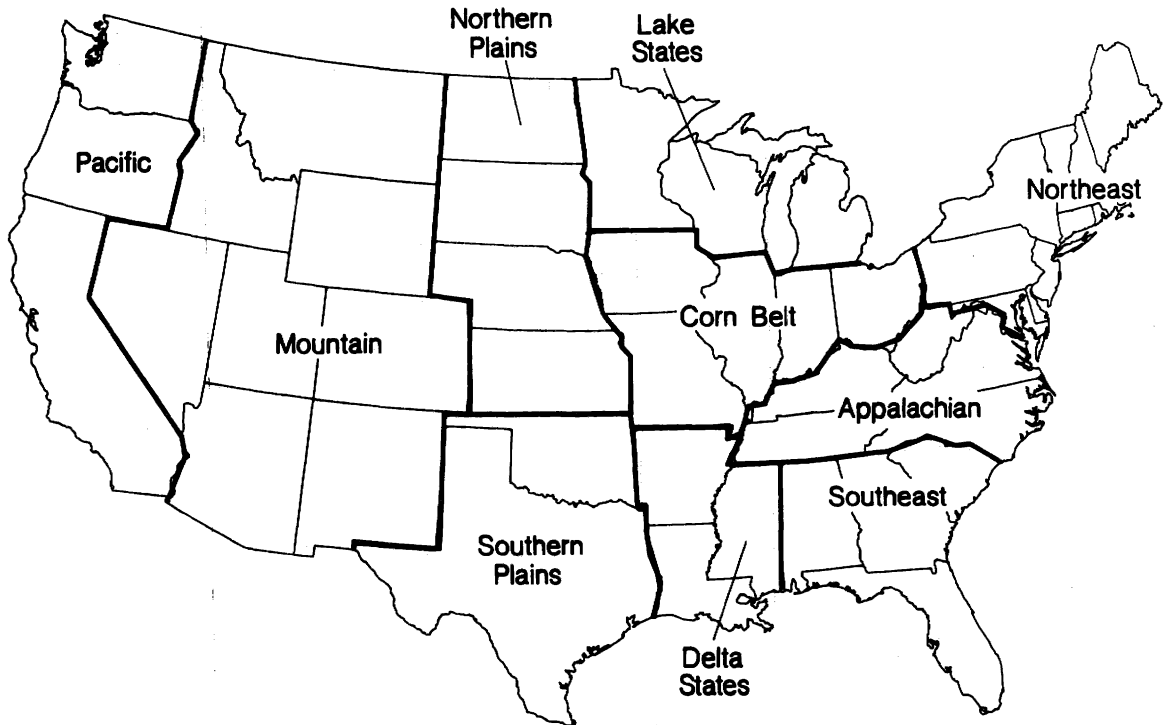 Northern
Plains
Lake
States
Pacific
Northeast
Corn Belt
Mountain
Appalachian
Southeast
Southern
Plains
Delta
States